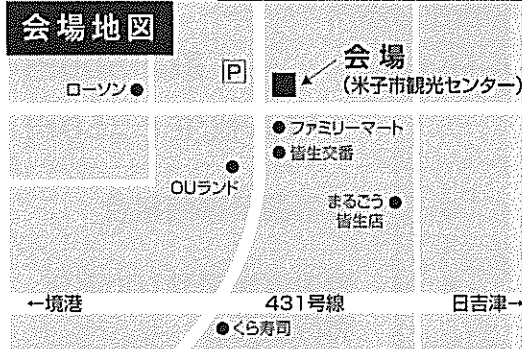 会場地図
P
会場
(米子市観光センター)
ローソン
ファミリーマート
皆生交番
OUランド
まるごう
皆生店
←境港
431号線
日吉津→
くら寿司